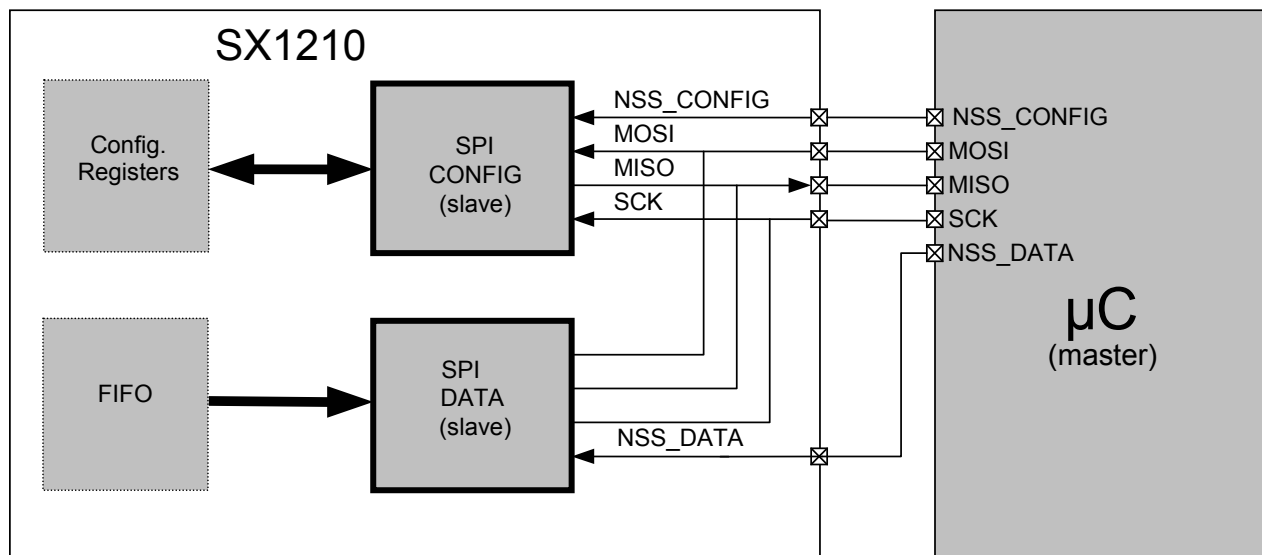 SX1210
Config.
Registers
SPI
CONFIG
(slave)
NSS_CONFIG
MOSI
MISO
SCK
NSS_CONFIG
MOSI
MISO
SCK
NSS_DATA
µC
(master)
FIFO
SPI
DATA
(slave)
NSS_DATA